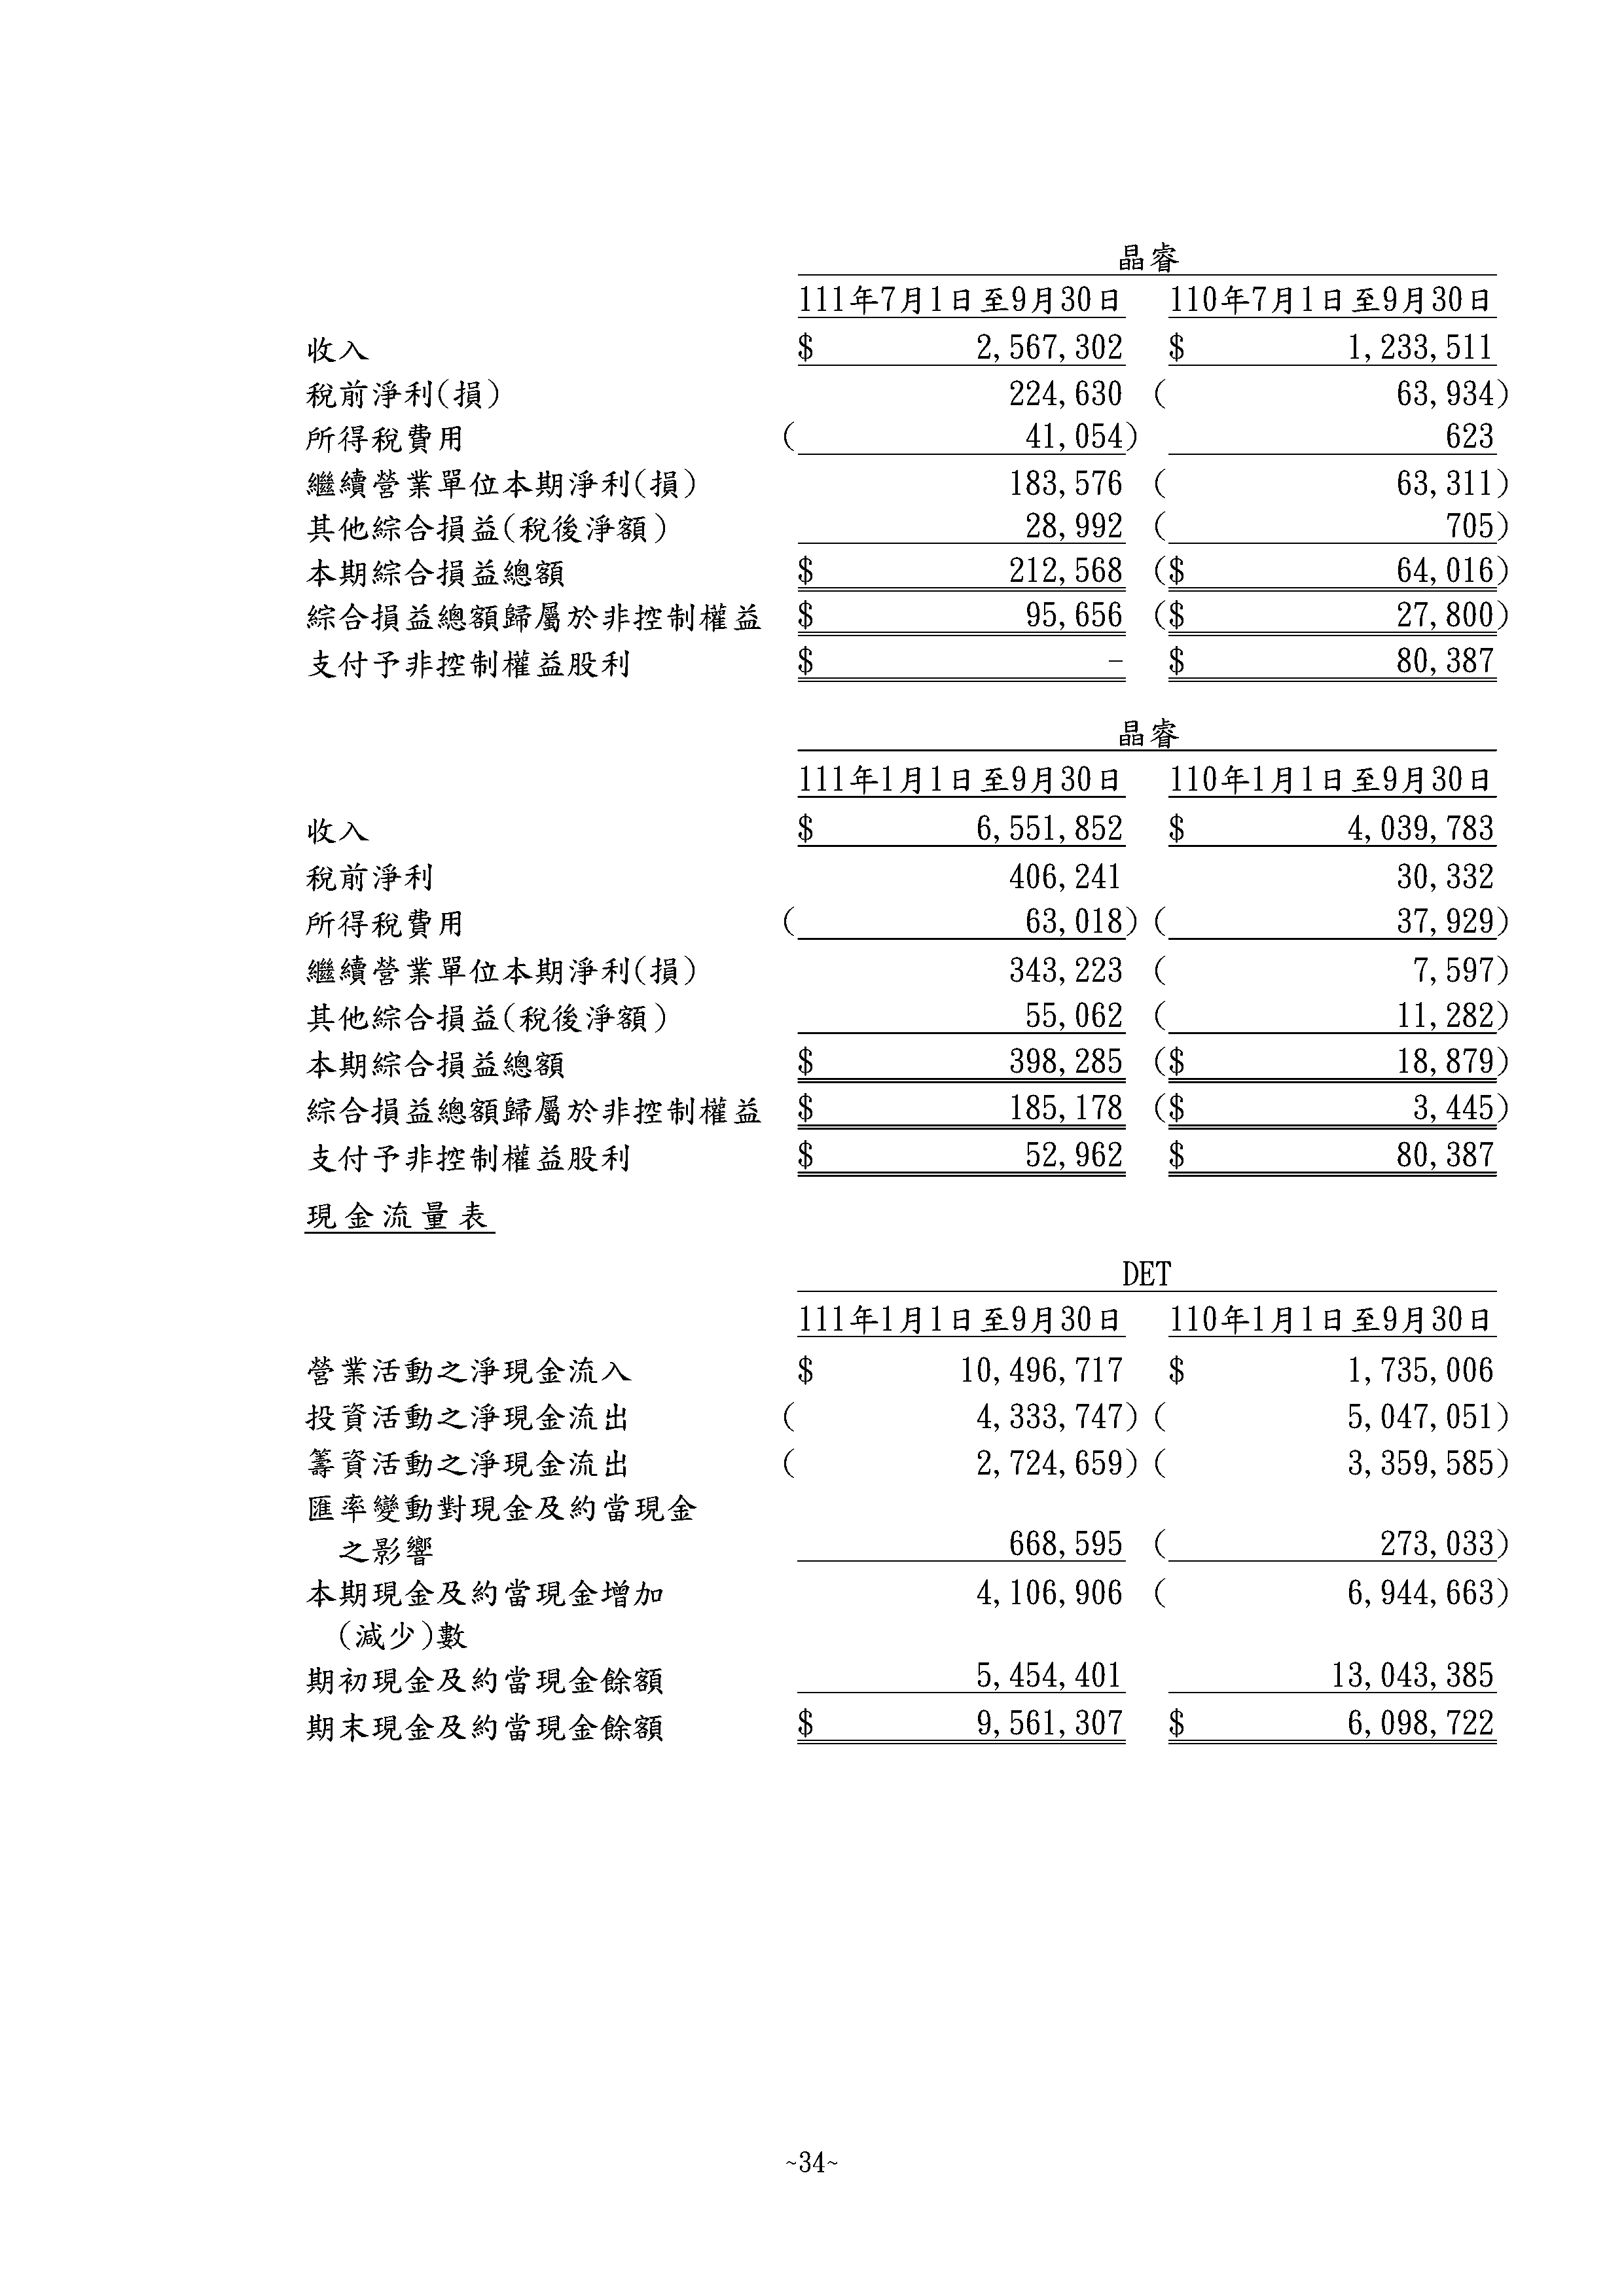 晶睿
111年7月1日至9月30日 110年7月1日至9月30日
收入 $ 2,567,302 $ 1,233,511
稅前淨利(損) 224,630 ( 63,934)
所得稅費用 ( 41,054) 623
繼續營業單位本期淨利(損) 183,576 ( 63,311)
其他綜合損益(稅後淨額) 28,992 ( 705)
本期綜合損益總額 $ 212,568 ($ 64,016)
綜合損益總額歸屬於非控制權益 $ 95,656 ($ 27,800)
支付予非控制權益股利 $ - $ 80,387
晶睿
111年1月1日至9月30日 110年1月1日至9月30日
收入 $ 6,551,852 $ 4,039,783
稅前淨利 406,241 30,332
所得稅費用 ( 63,018) ( 37,929)
繼續營業單位本期淨利(損) 343,223 ( 7,597)
其他綜合損益(稅後淨額) 55,062 ( 11,282)
本期綜合損益總額 $ 398,285 ($ 18,879)
綜合損益總額歸屬於非控制權益 $ 185,178 ($ 3,445)
支付予非控制權益股利 $ 52,962 $ 80,387
現金流量表
DET
111年1月1日至9月30日 110年1月1日至9月30日
營業活動之淨現金流入 $ 10,496,717 $ 1,735,006
投資活動之淨現金流出 ( 4,333,747) ( 5,047,051)
籌資活動之淨現金流出 ( 2,724,659) ( 3,359,585)
匯率變動對現金及約當現金
之影響 668,595 ( 273,033)
本期現金及約當現金增加 4,106,906 ( 6,944,663)
(減少)數
期初現金及約當現金餘額 5,454,401 13,043,385
期末現金及約當現金餘額 $ 9,561,307 $ 6,098,722
~34~